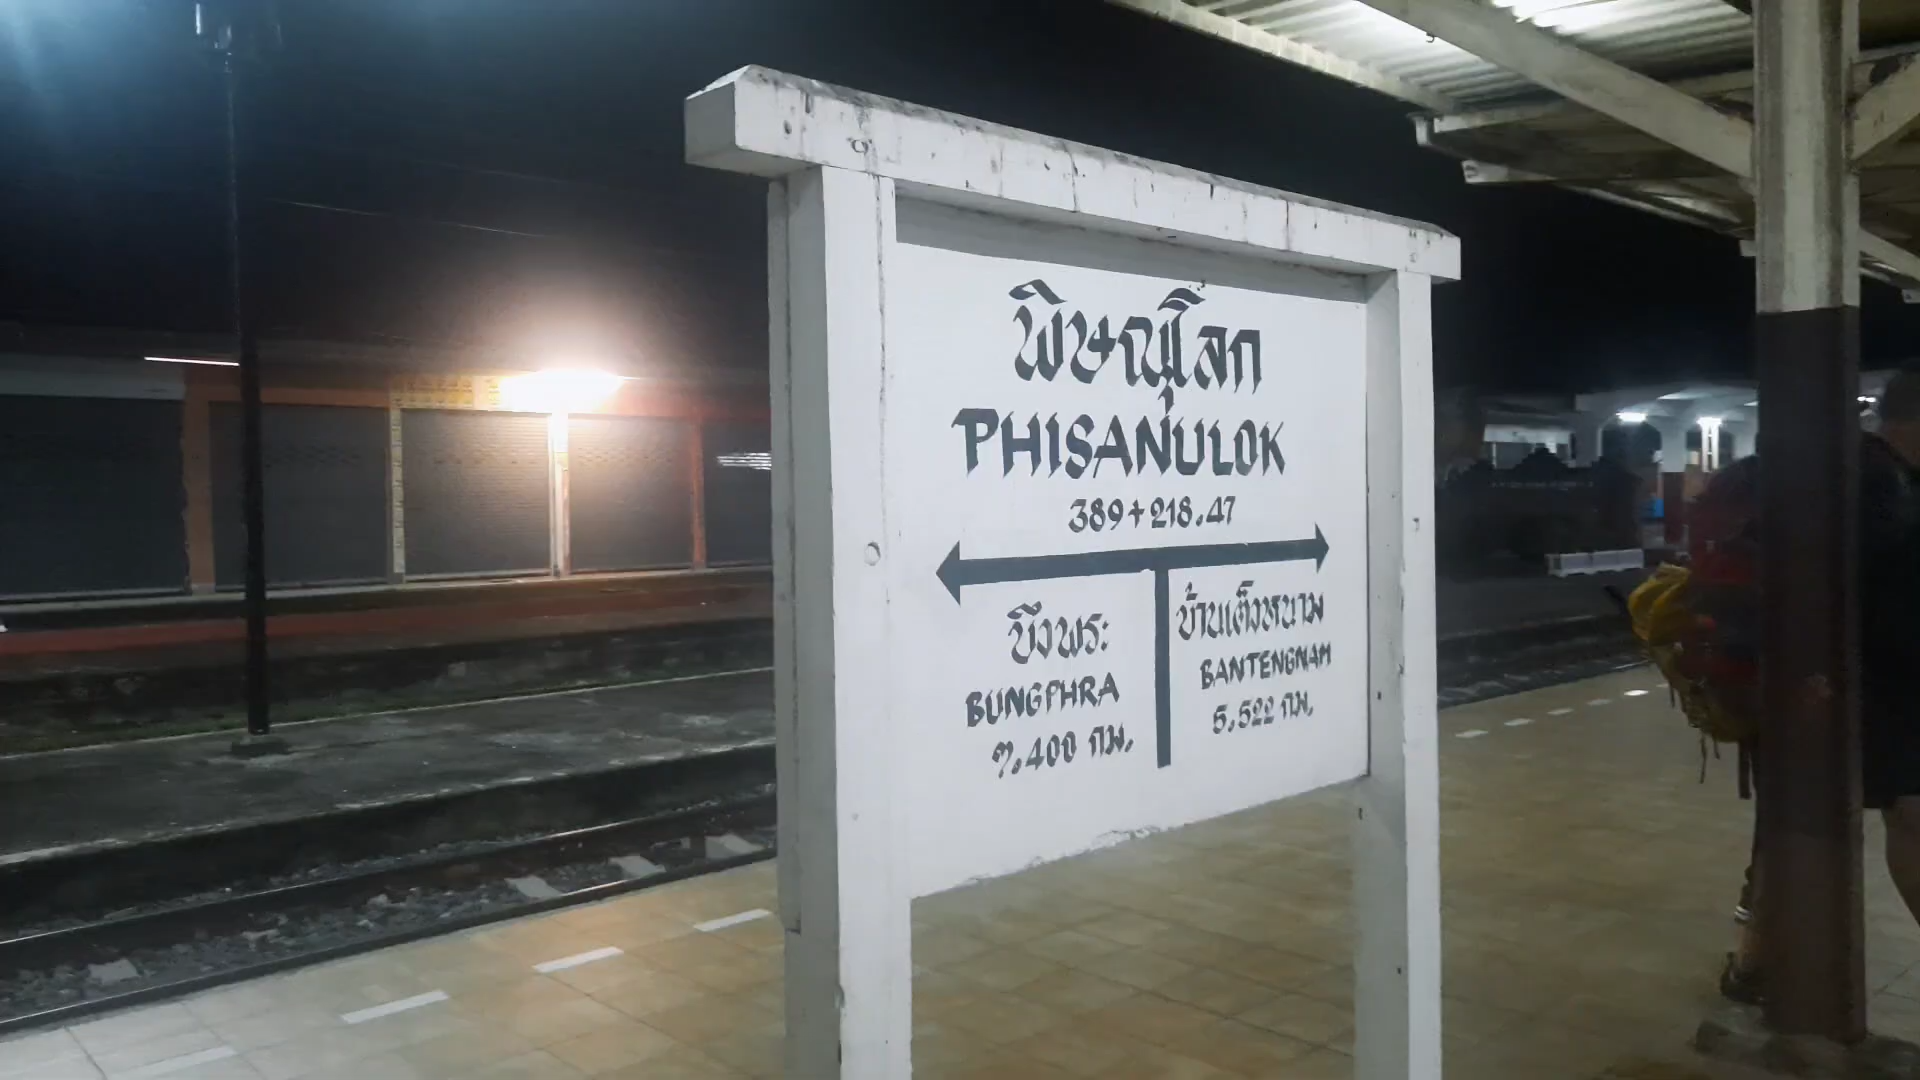 พิษณุโลก
PHISANULOK
389+218.47
บึงพระ
BUNGPHRA
7.400 กม.
บ้านเต็งหนาม
BANTENGNAM
5.522 กม.